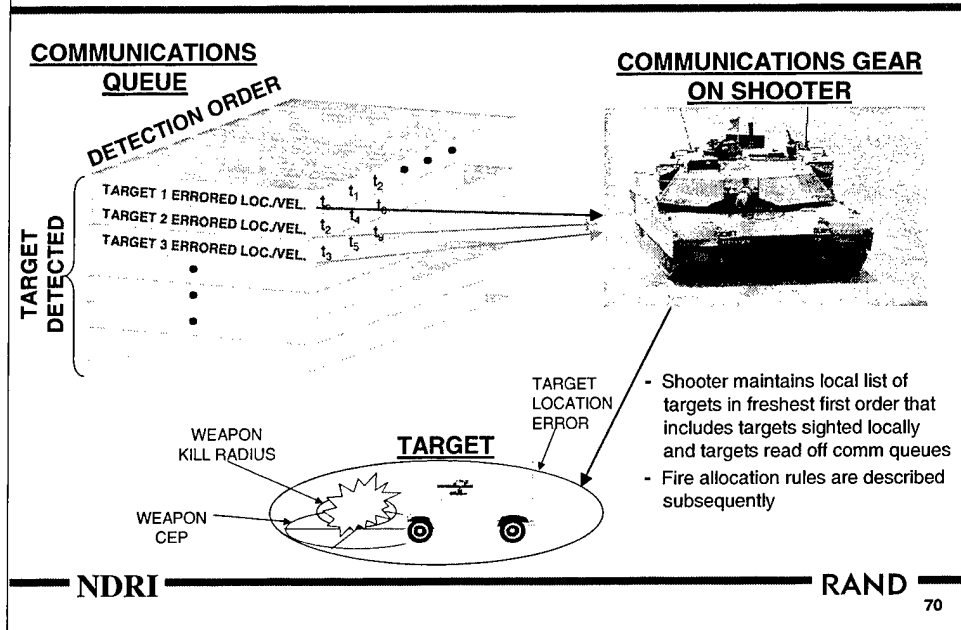 COMMUNICATIONS
QUEUE
DETECTION ORDER
TARGET
DETECTED
TARGET 1 ERRORED LOC./VEL. t₁ t₂
TARGET 2 ERRORED LOC./VEL. t₂ t₄
TARGET 3 ERRORED LOC./VEL. t₃ t₅
COMMUNICATIONS GEAR
ON SHOOTER
TARGET
LOCATION
ERROR
WEAPON
KILL RADIUS
TARGET
WEAPON
CEP
- Shooter maintains local list of
targets in freshest first order that
includes targets sighted locally
and targets read off comm queues
- Fire allocation rules are described
subsequently
NDRI
RAND
70